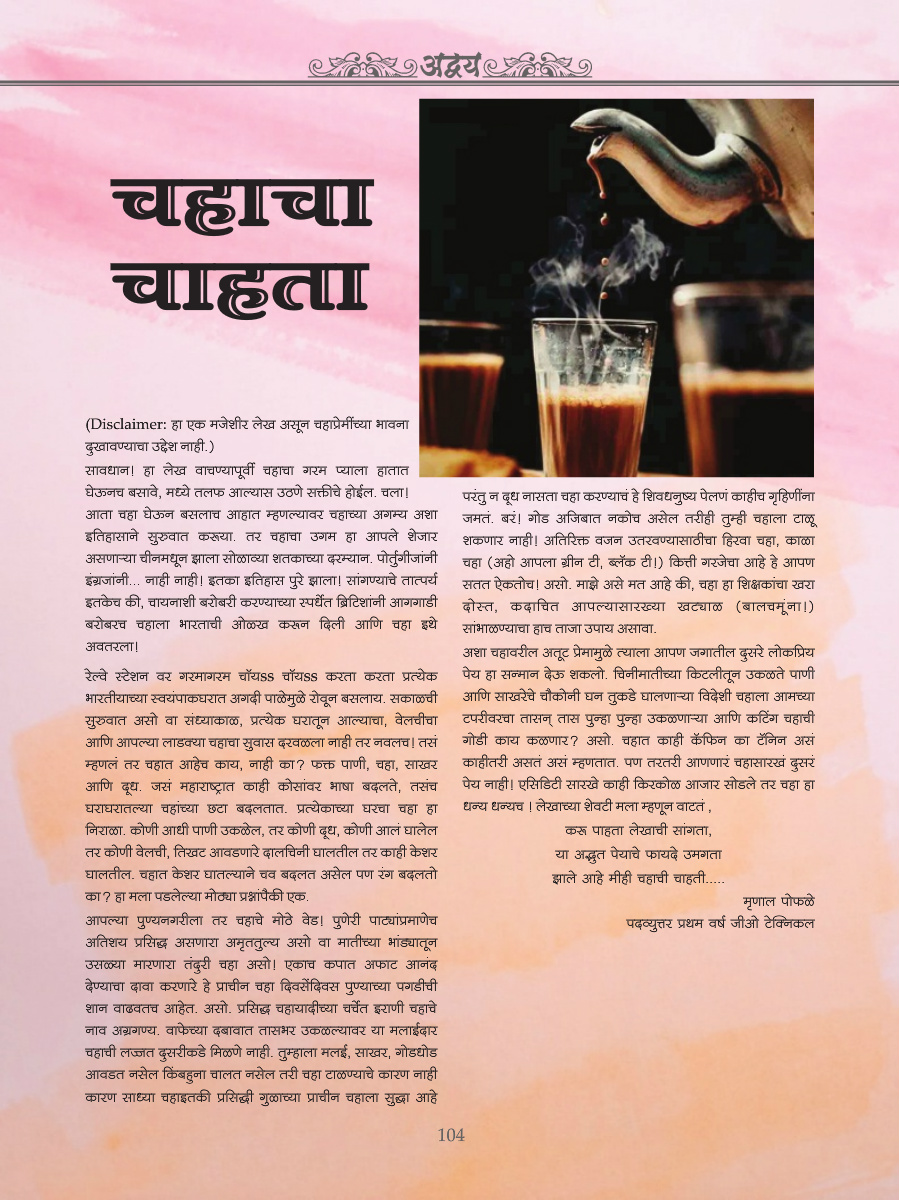 अद्वय
चहाचा
चाहता
(Disclaimer: हा एक मजेशीर लेख असून चहाप्रेमींच्या भावना
दुखावण्याचा उद्देश नाही.)
सावधान! हा लेख वाचण्यापूर्वी चहाचा गरम प्याला हातात
घेऊनच बसावे, मध्ये तलफ आल्यास उठणे सक्तीचे होईल. चला!
आता चहा घेऊन बसलाच आहात म्हणल्यावर चहाच्या अगम्य अशा
इतिहासाने सुरुवात करूया. तर चहाचा उगम हा आपले शेजार
असणाऱ्या चीनमधून झाला सोळाव्या शतकाच्या दरम्यान. पोर्तुगीजांनी
इंग्रजांनी... नाही नाही! इतका इतिहास पुरे झाला! सांगण्याचे तात्पर्य
इतकेच की, चायनाशी बरोबरी करण्याच्या स्पर्धेत ब्रिटिशांनी आगगाडी
बरोबरच चहाला भारताची ओळख करून दिली आणि चहा इथे
अवतरला!
रेल्वे स्टेशन वर गरमागरम चॉयss चॉयss करता करता प्रत्येक
भारतीयाच्या स्वयंपाकघरात अगदी पाळेमुळे रोवून बसलाय. सकाळची
सुरुवात असो वा संध्याकाळ, प्रत्येक घरातून आल्याचा, वेलचीचा
आणि आपल्या लाडक्या चहाचा सुवास दरवळला नाही तर नवलच! तसं
म्हणलं तर चहात आहेच काय, नाही का? फक्त पाणी, चहा, साखर
आणि दूध. जसं महाराष्ट्रात काही कोसांवर भाषा बदलते, तसंच
घराघरातल्या चहांच्या छटा बदलतात. प्रत्येकाच्या घरचा चहा हा
निराळा. कोणी आधी पाणी उकळेल, तर कोणी दूध, कोणी आलं घालेल
तर कोणी वेलची, तिखट आवडणारे दालचिनी घालतील तर काही केशर
घालतील. चहात केशर घातल्याने चव बदलत असेल पण रंग बदलतो
का? हा मला पडलेल्या मोठ्या प्रश्नांपैकी एक.
आपल्या पुण्यनगरीला तर चहाचे मोठे वेड! पुणेरी पाट्यांप्रमाणेच
अतिशय प्रसिद्ध असणारा अमृततुल्य असो वा मातीच्या भांड्यातून
उसळ्या मारणारा तंदुरी चहा असो! एकाच कपात अफाट आनंद
देण्याचा दावा करणारे हे प्राचीन चहा दिवसेंदिवस पुण्याच्या पगडीची
शान वाढवतच आहेत. असो. प्रसिद्ध चहायादीच्या चर्चेत इराणी चहाचे
नाव अग्रगण्य. वाफेच्या दबावात तासभर उकळल्यावर या मलाईदार
चहाची लज्जत दुसरीकडे मिळणे नाही. तुम्हाला मलई, साखर, गोडधोड
आवडत नसेल किंबहुना चालत नसेल तरी चहा टाळण्याचे कारण नाही
कारण साध्या चहाइतकी प्रसिद्धी गुळाच्या प्राचीन चहाला सुद्धा आहे
परंतु न दूध नासता चहा करण्याचं हे शिवधनुष्य पेलणं काहीच गृहिणींना
जमतं. बरं! गोड अजिबात नकोच असेल तरीही तुम्ही चहाला टाळू
शकणार नाही! अतिरिक्त वजन उतरवण्यासाठीचा हिरवा चहा, काळा
चहा (अहो आपला ग्रीन टी, ब्लॅक टी!) कित्ती गरजेचा आहे हे आपण
सतत ऐकतोच! असो. माझे असे मत आहे की, चहा हा शिक्षकांचा खरा
दोस्त, कदाचित आपल्यासारख्या खट्याळ (बालचमूंना!)
सांभाळण्याचा हाच ताजा उपाय असावा.
अशा चहावरील अतूट प्रेमामुळे त्याला आपण जगातील दुसरे लोकप्रिय
पेय हा सन्मान देऊ शकलो. चिनीमातीच्या किटलीतून उकळते पाणी
आणि साखरेचे चौकोनी घन तुकडे घालणाऱ्या विदेशी चहाला आमच्या
टपरीवरचा तासन् तास पुन्हा पुन्हा उकळणाऱ्या आणि कटिंग चहाची
गोडी काय कळणार? असो. चहात काही कॅफिन का टॅनिन असं
काहीतरी असतं असं म्हणतात. पण तरतरी आणणारं चहासारखं दुसरं
पेय नाही! एसिडिटी सारखे काही किरकोळ आजार सोडले तर चहा हा
धन्य धन्यच ! लेखाच्या शेवटी मला म्हणून वाटतं ,
करू पाहता लेखाची सांगता,
या अद्भुत पेयाचे फायदे उमगता
झाले आहे मीही चहाची चाहती.....
मृणाल पोफळे
पदव्युत्तर प्रथम वर्ष जीओ टेक्निकल
104